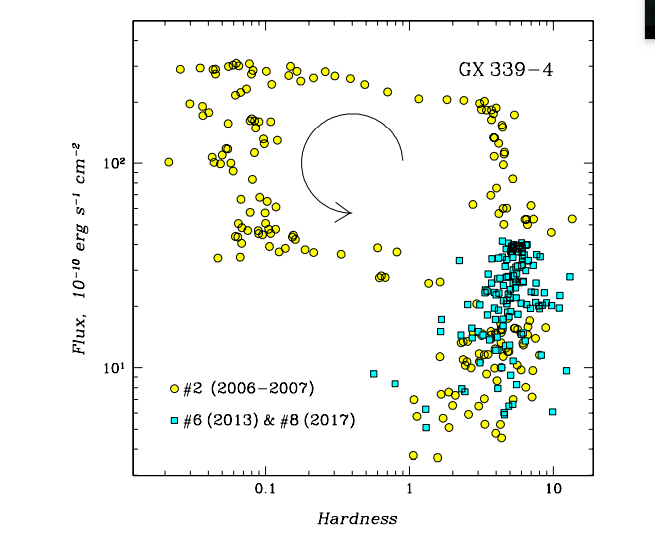 GX 339−4
10²
10¹
Flux, 10⁻¹⁰ erg s⁻¹ cm⁻²
#2 (2006−2007)
#6 (2013) & #8 (2017)
0.1 1 10
Hardness